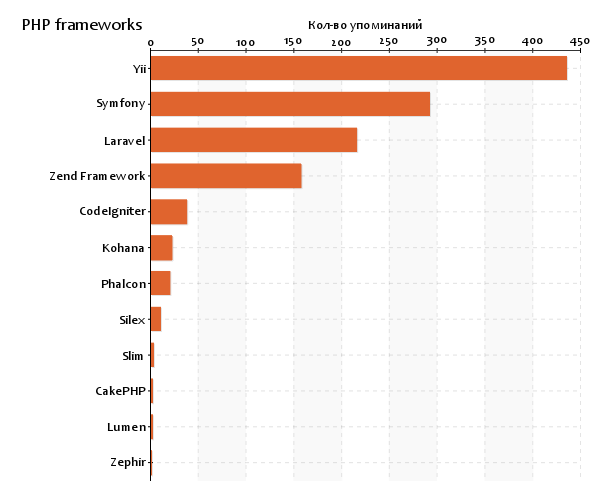 PHP frameworks
Кол-во упоминаний*
0 50 100 150 200 250 300 350 400 450
Yii
Symfony
Laravel
Zend Framework
CodeIgniter
Kohana
Phalcon
Silex
Slim
CakePHP
Lumen
Zephir